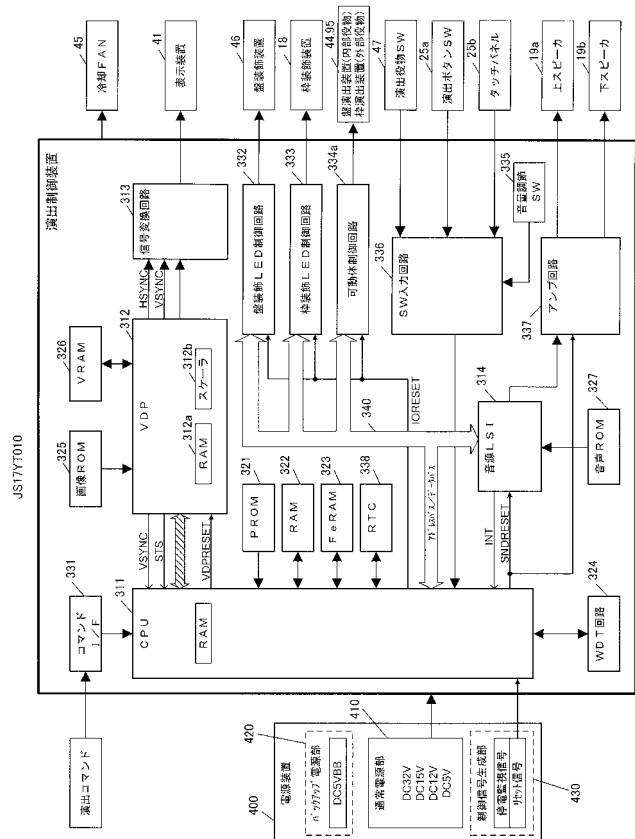 JS17YT010
演出制御装置
演出コマンド
331
コマンド
I/F
311
CPU
RAM
VSYNC
STS
VDPRESET
325
画像ROM
326
VRAM
312
VDP
312a
RAM
312b
スケーラ
HSYNC
VSYNC
313
信号変換回路
45
冷却FAN
41
表示装置
46
盤装飾装置
18
枠装飾装置
44,95
盤演出装置(内部役物)
枠演出装置(外部役物)
47
演出役物SW
25a
演出ボタンSW
25b
タッチパネル
19a
上スピーカ
19b
下スピーカ
321
PROM
322
RAM
323
FeRAM
338
RTC
332
盤装飾LED制御回路
333
枠装飾LED制御回路
334a
可動体制御回路
IORESET
340
アドレスバス/データバス
336
SW入力回路
335
音量調節
SW
337
アンプ回路
314
音源LSI
INT
SNDRESET
327
音声ROM
324
WDT回路
400
電源装置
420
バックアップ電源部
DC5VBB
410
通常電源部
DC32V
DC15V
DC12V
DC5V
制御信号生成部
停電監視信号
リセット信号
430